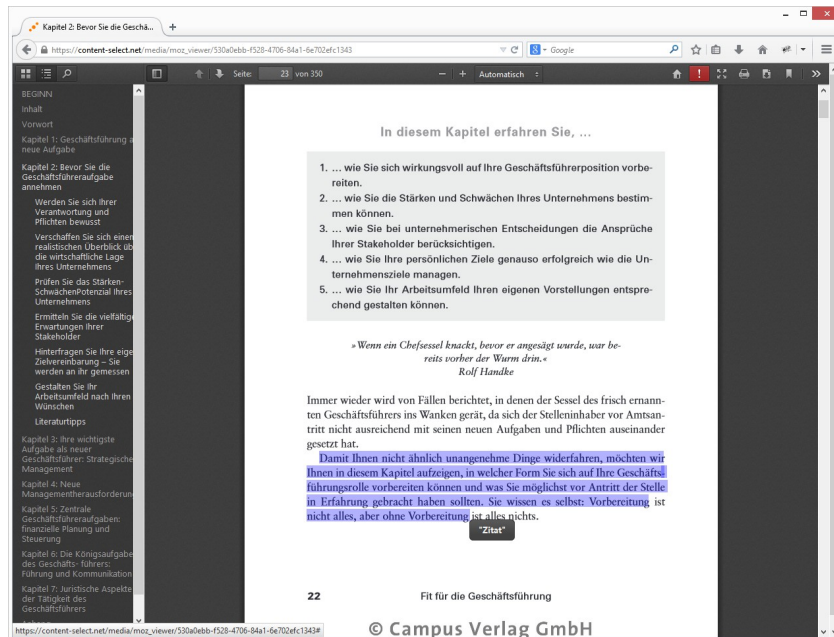 Kapitel 2: Bevor Sie die Geschä...
https://content-select.net/media/moz_viewer/530a0ebb-f528-4706-84a1-6e702efc1343
Google
Seite: 23 von 350
Automatisch
BEGINN
Inhalt
Vorwort
Kapitel 1: Geschäftsführung a
neue Aufgabe
Kapitel 2: Bevor Sie die
Geschäftsführeraufgabe
annehmen
Werden Sie sich Ihrer
Verantwortung und
Pflichten bewusst
Verschaffen Sie sich einen
realistischen Überblick üb
die wirtschaftliche Lage
Ihres Unternehmens
Prüfen Sie das Stärken-
SchwächenPotenzial Ihres
Unternehmens
Ermitteln Sie die vielfältige
Erwartungen Ihrer
Stakeholder
Hinterfragen Sie Ihre eige
Zielvereinbarung – Sie
werden an ihr gemessen
Gestalten Sie Ihr
Arbeitsumfeld nach Ihren
Wünschen
Literaturtipps
Kapitel 3: Ihre wichtigste
Aufgabe als neuer
Geschäftsführer: Strategische
Management
Kapitel 4: Neue
Managementherausforderun
Kapitel 5: Zentrale
Geschäftsführeraufgaben:
finanzielle Planung und
Steuerung
Kapitel 6: Die Königsaufgabe
des Geschäfts- führers:
Führung und Kommunikation
Kapitel 7: Juristische Aspekte
der Tätigkeit des
Geschäftsführers
https://content-select.net/media/moz_viewer/530a0ebb-f528-4706-84a1-6e702efc1343#
In diesem Kapitel erfahren Sie, ...
1. ... wie Sie sich wirkungsvoll auf Ihre Geschäftsführerposition vorbe-
reiten.
2. ... wie Sie die Stärken und Schwächen Ihres Unternehmens bestim-
men können.
3. ... wie Sie bei unternehmerischen Entscheidungen die Ansprüche
Ihrer Stakeholder berücksichtigen.
4. ... wie Sie Ihre persönlichen Ziele genauso erfolgreich wie die Un-
ternehmensziele managen.
5. ... wie Sie Ihr Arbeitsumfeld Ihren eigenen Vorstellungen entspre-
chend gestalten können.
»Wenn ein Chefsessel knackt, bevor er angesägt wurde, war be-
reits vorher der Wurm drin.«
Rolf Handke
Immer wieder wird von Fällen berichtet, in denen der Sessel des frisch ernann-
ten Geschäftsführers ins Wanken gerät, da sich der Stelleninhaber vor Amtsan-
tritt nicht ausreichend mit seinen neuen Aufgaben und Pflichten auseinander
gesetzt hat.
Damit Ihnen nicht ähnlich unangenehme Dinge widerfahren, möchten wir
Ihnen in diesem Kapitel aufzeigen, in welcher Form Sie sich auf Ihre Geschäfts-
führungsrolle vorbereiten können und was Sie möglichst vor Antritt der Stelle
in Erfahrung gebracht haben sollten. Sie wissen es selbst: Vorbereitung ist
nicht alles, aber ohne Vorbereitung ist alles nichts.
"Zitat"
22 Fit für die Geschäftsführung
© Campus Verlag GmbH